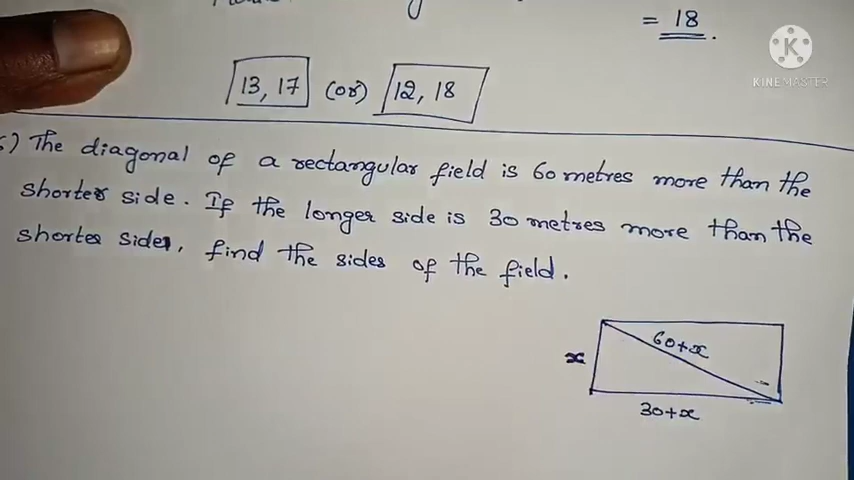 = 18
K
KINEMASTER
13, 17 (or) 12, 18
5) The diagonal of a rectangular field is 60 metres more than the
shorter side. If the longer side is 30 metres more than the
shorter side, find the sides of the field.
60+x
x
30+x